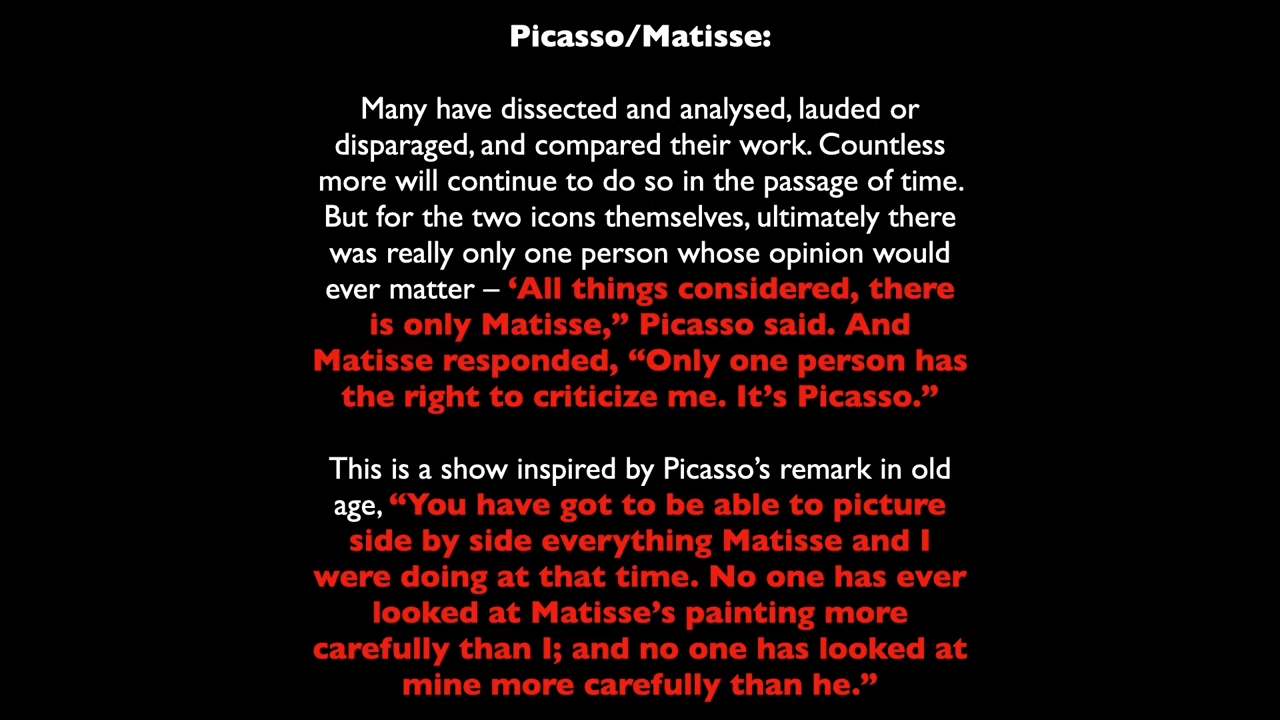 Picasso/Matisse:
Many have dissected and analysed, lauded or
disparaged, and compared their work. Countless
more will continue to do so in the passage of time.
But for the two icons themselves, ultimately there
was really only one person whose opinion would
ever matter – ‘All things considered, there
is only Matisse,” Picasso said. And
Matisse responded, “Only one person has
the right to criticize me. It’s Picasso.”
This is a show inspired by Picasso’s remark in old
age, “You have got to be able to picture
side by side everything Matisse and I
were doing at that time. No one has ever
looked at Matisse’s painting more
carefully than I; and no one has looked at
mine more carefully than he.”